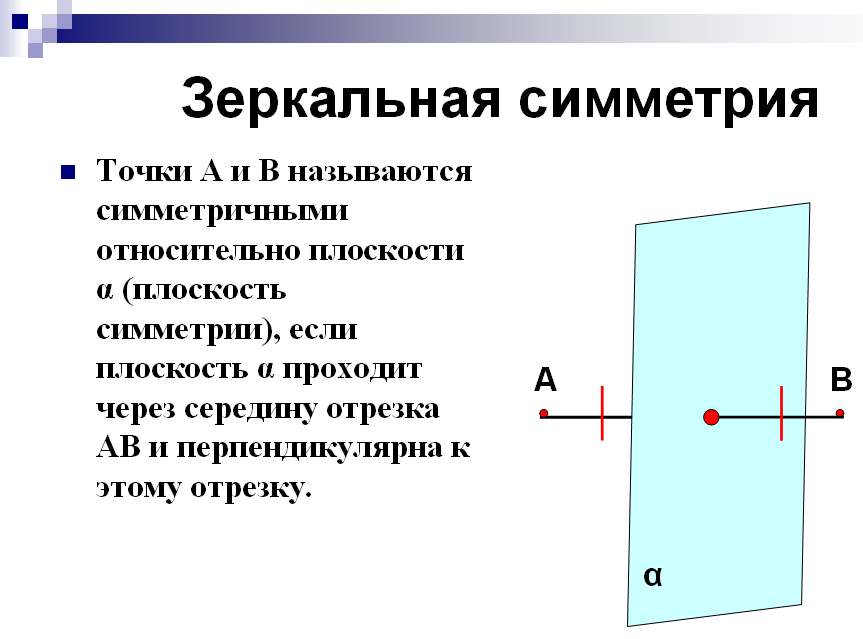 Зеркальная симметрия
Точки А и В называются
симметричными
относительно плоскости
α (плоскость
симметрии), если
плоскость α проходит
через середину отрезка
АВ и перпендикулярна к
этому отрезку.
А
В
α